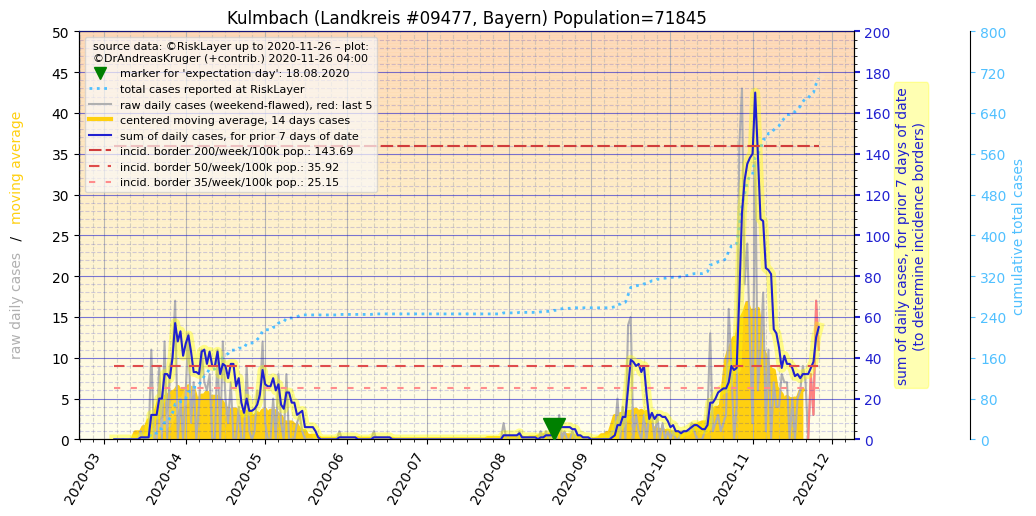 Kulmbach (Landkreis #09477, Bayern) Population=71845
source data: ©RiskLayer up to 2020-11-26 – plot:
©DrAndreasKruger (+contrib.) 2020-11-26 04:00
marker for 'expectation day': 18.08.2020
total cases reported at RiskLayer
raw daily cases (weekend-flawed), red: last 5
centered moving average, 14 days cases
sum of daily cases, for prior 7 days of date
incid. border 200/week/100k pop.: 143.69
incid. border 50/week/100k pop.: 35.92
incid. border 35/week/100k pop.: 25.15
raw daily cases / moving average
50
45
40
35
30
25
20
15
10
5
0
2020-03
2020-04
2020-05
2020-06
2020-07
2020-08
2020-09
2020-10
2020-11
2020-12
200
180
160
140
120
100
80
60
40
20
0
sum of daily cases, for prior 7 days of date
(to determine incidence borders)
800
720
640
560
480
400
320
240
160
80
0
cumulative total cases